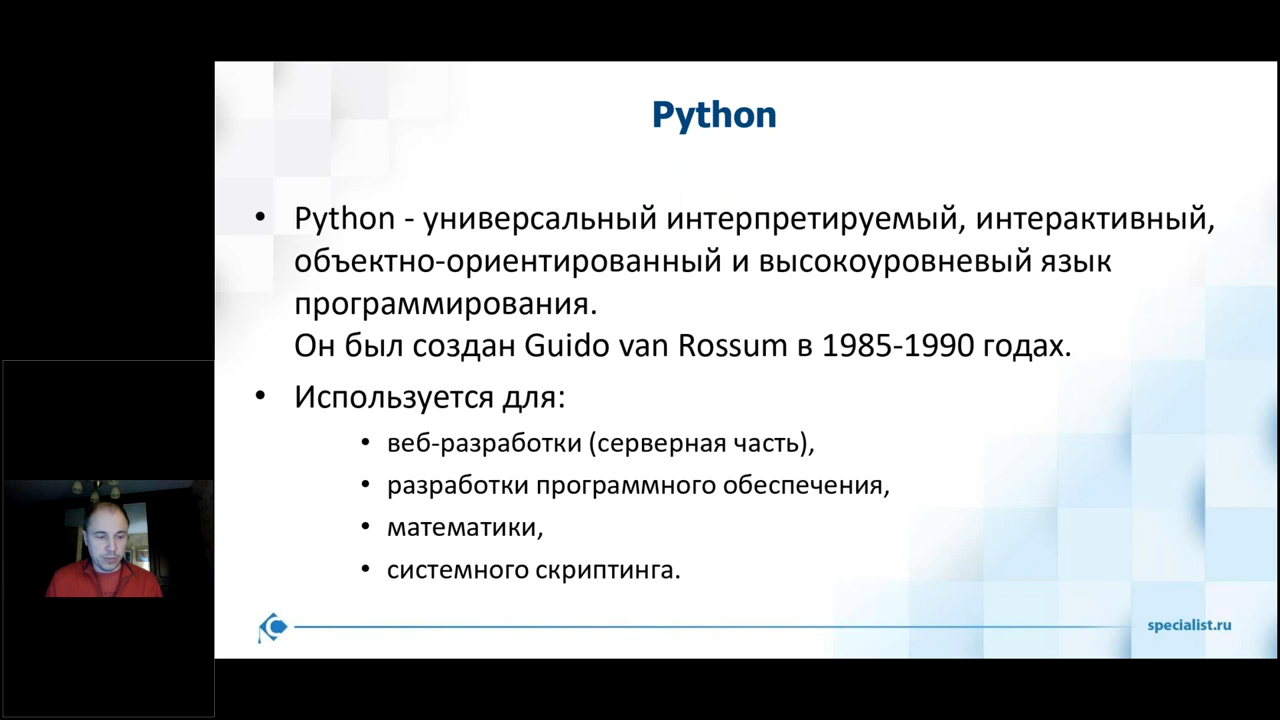 Python
• Python - универсальный интерпретируемый, интерактивный,
объектно-ориентированный и высокоуровневый язык
программирования.
Он был создан Guido van Rossum в 1985-1990 годах.
• Используется для:
• веб-разработки (серверная часть),
• разработки программного обеспечения,
• математики,
• системного скриптинга.
specialist.ru